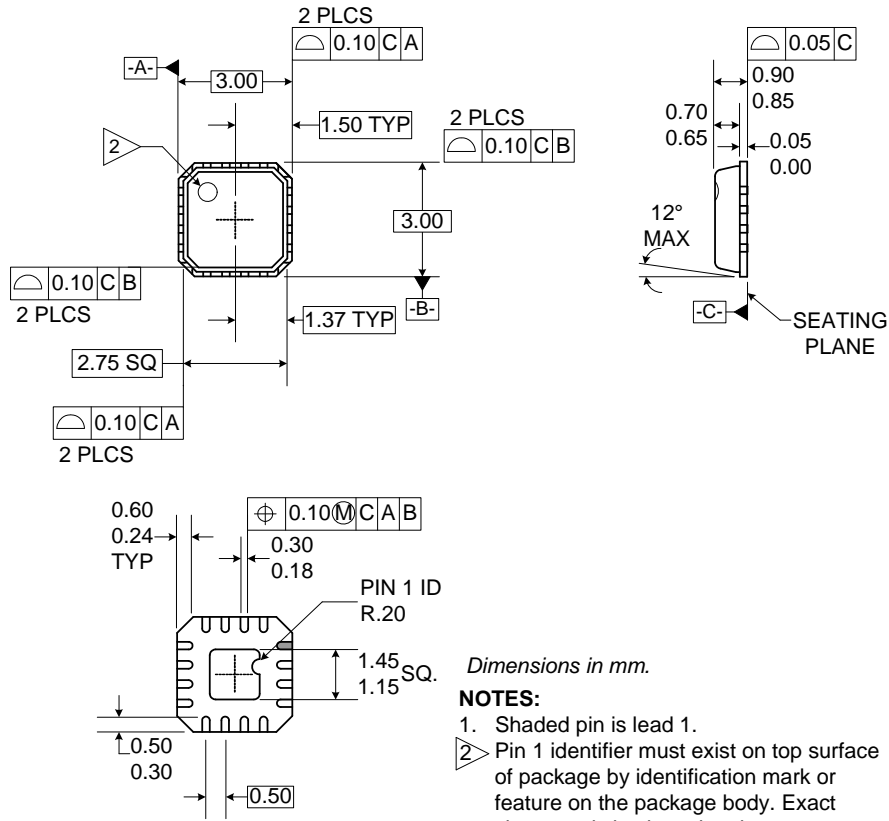 2 PLCS
0.10 C A
-A-
3.00
1.50 TYP
2 PLCS
0.10 C B
2
3.00
0.10 C B
2 PLCS
-B-
1.37 TYP
2.75 SQ
0.10 C A
2 PLCS
0.05 C
0.90
0.85
0.70
0.65
0.05
0.00
12°
MAX
-C-
SEATING
PLANE
0.60
0.24
TYP
0.10 Ⓜ C A B
0.30
0.18
PIN 1 ID
R.20
1.45
1.15
SQ.
0.50
0.30
0.50
Dimensions in mm.
NOTES:
1. Shaded pin is lead 1.
2 Pin 1 identifier must exist on top surface
of package by identification mark or
feature on the package body. Exact